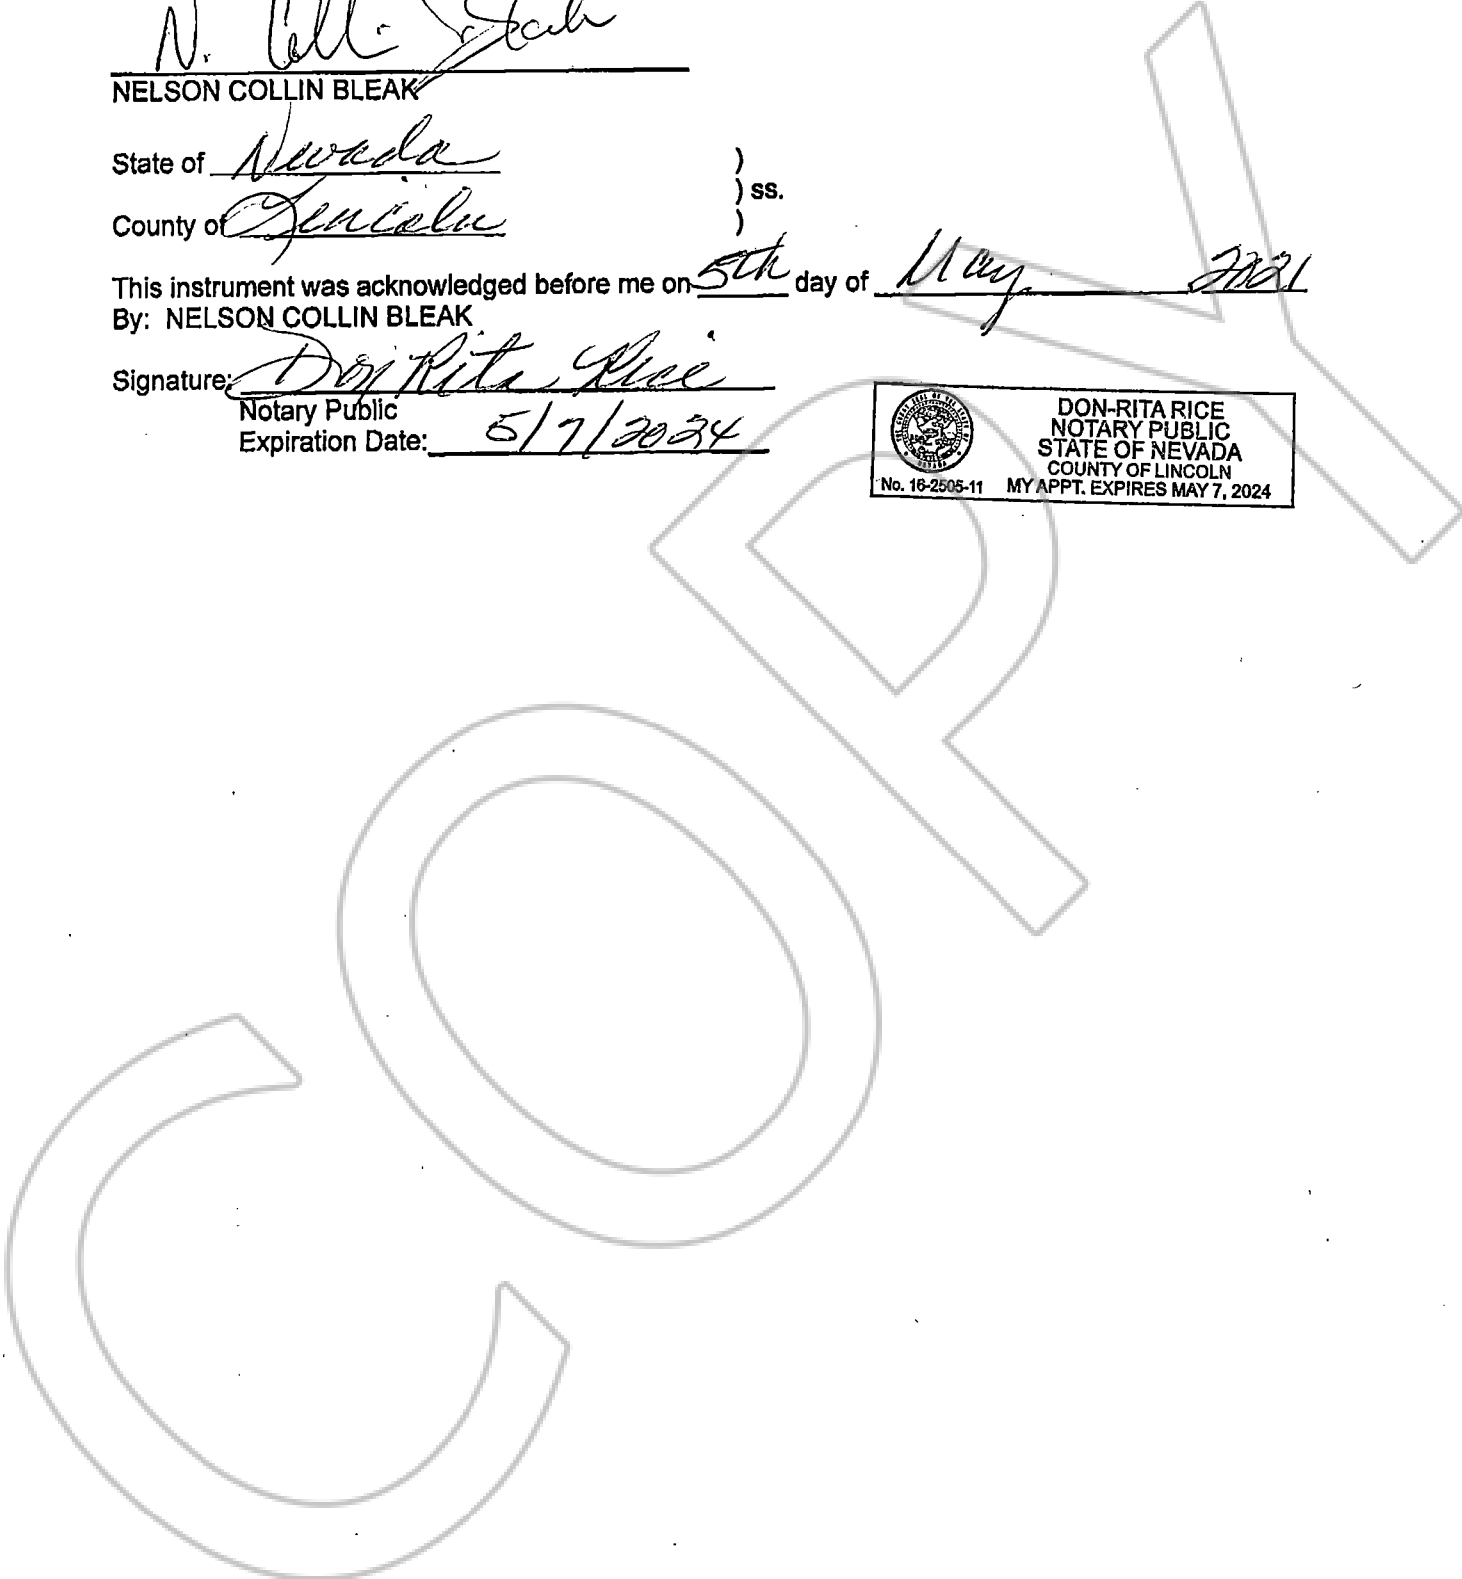 N. Collin Bleak
NELSON COLLIN BLEAK
State of Nevada )
) ss.
County of Lincoln )
This instrument was acknowledged before me on 5th day of May 2021
By: NELSON COLLIN BLEAK
Signature: Don Rita Rice
Notary Public
Expiration Date: 5/7/2024
DON-RITA RICE
NOTARY PUBLIC
STATE OF NEVADA
COUNTY OF LINCOLN
No. 16-2505-11 MY APPT. EXPIRES MAY 7, 2024
COPY